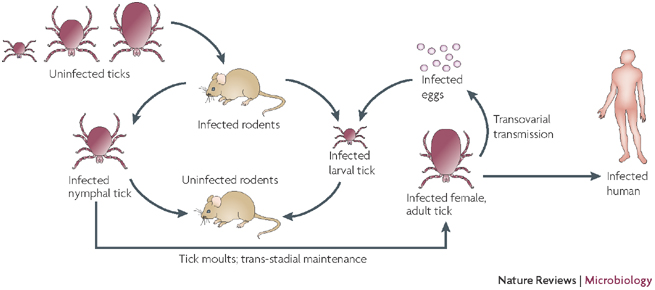 Uninfected ticks
Infected rodents
Infected
eggs
Transovarial
transmission
Infected
nymphal tick
Uninfected rodents
Infected
larval tick
Infected female,
adult tick
Infected
human
Tick moults; trans-stadial maintenance
Nature Reviews | Microbiology